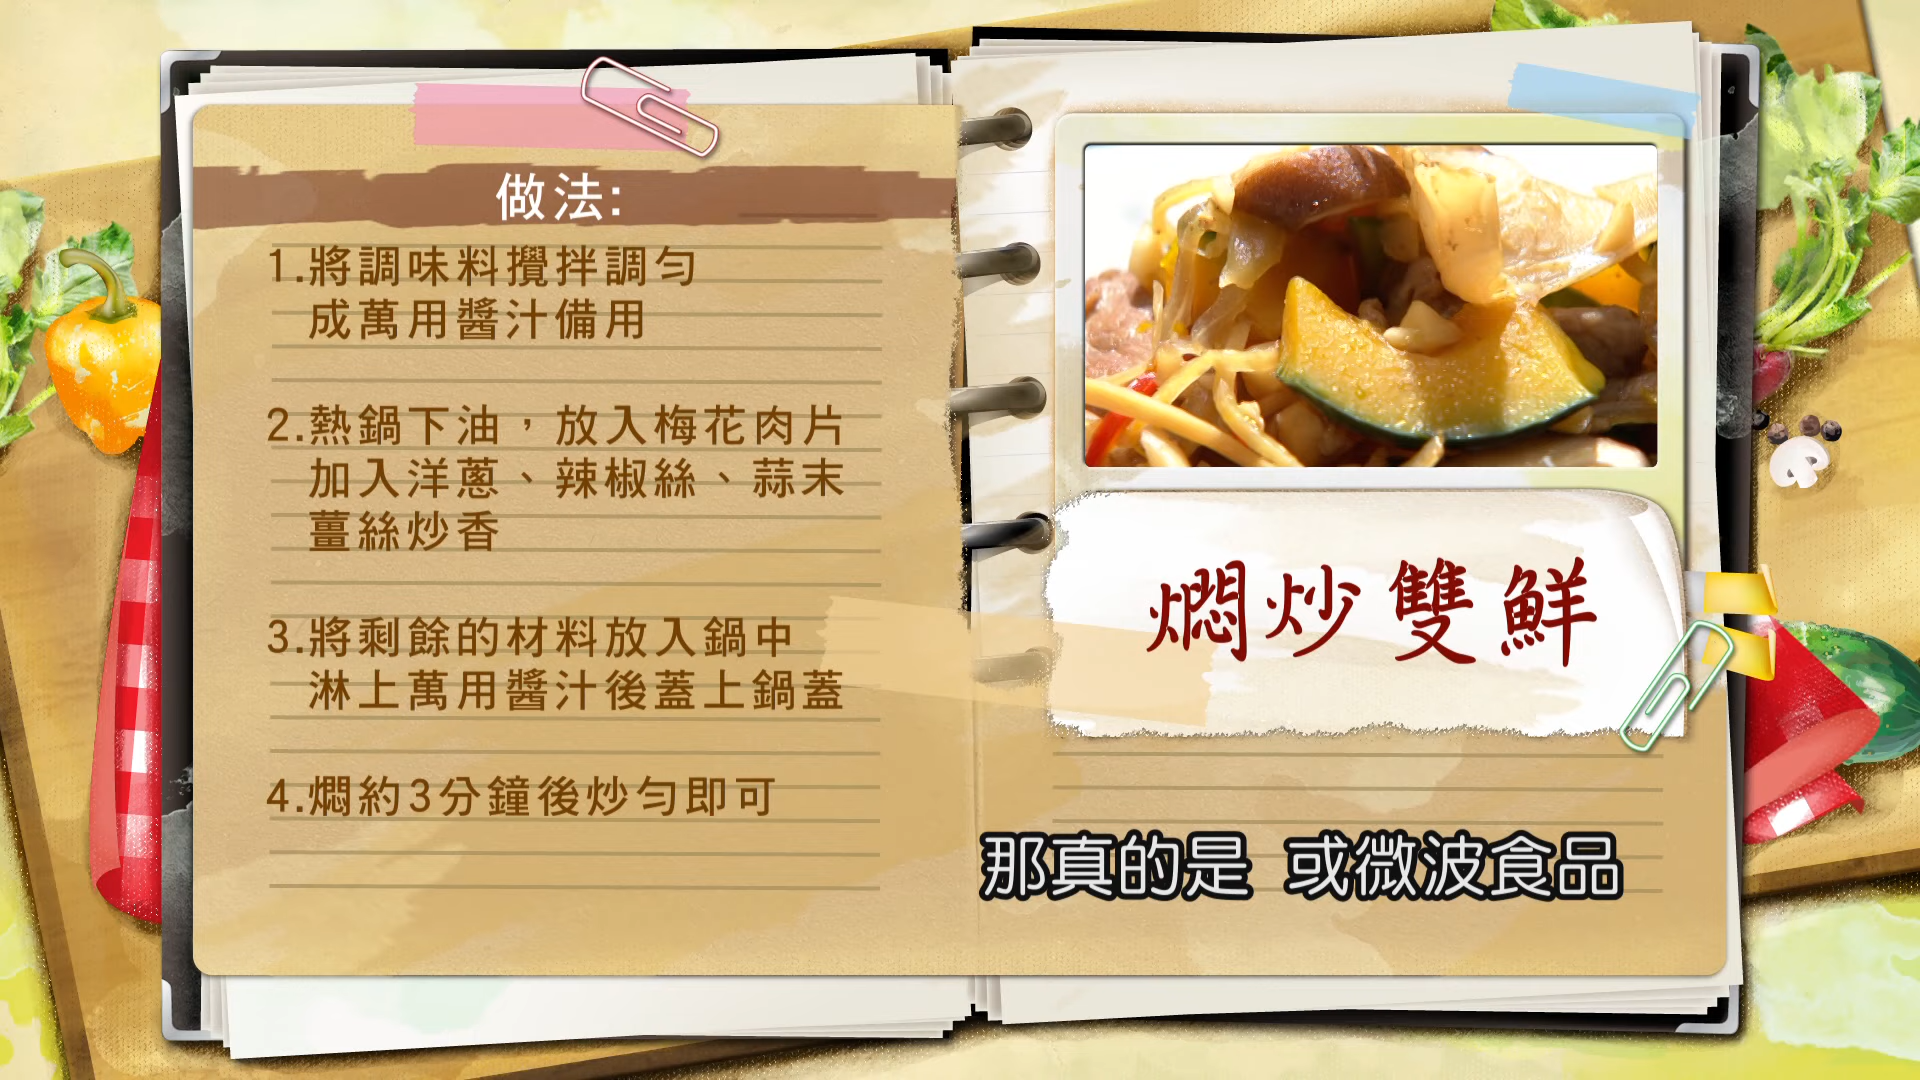 做法:
1.將調味料攪拌調勻
成萬用醬汁備用
2.熱鍋下油，放入梅花肉片
加入洋蔥、辣椒絲、蒜末
薑絲炒香
3.將剩餘的材料放入鍋中
淋上萬用醬汁後蓋上鍋蓋
4.燜約3分鐘後炒勻即可
燜炒雙鮮
那真的是 或微波食品